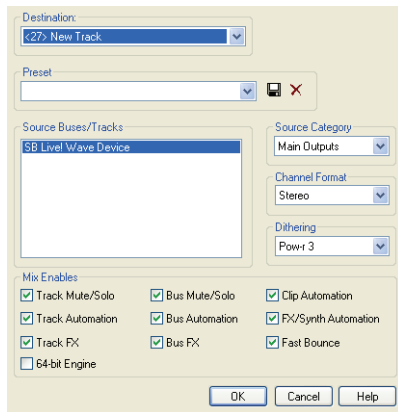 Destination:
<27> New Track
Preset
Source Buses/Tracks
SB Live! Wave Device
Source Category
Main Outputs
Channel Format
Stereo
Dithering
Pow-r 3
Mix Enables
Track Mute/Solo
Bus Mute/Solo
Clip Automation
Track Automation
Bus Automation
FX/Synth Automation
Track FX
Bus FX
Fast Bounce
64-bit Engine
OK
Cancel
Help